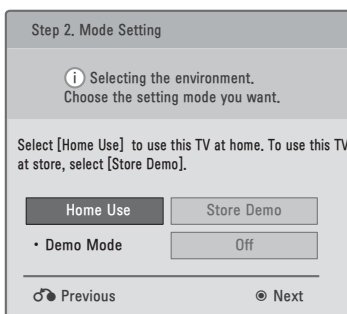 Step 2. Mode Setting
i Selecting the environment.
Choose the setting mode you want.
Select [Home Use] to use this TV at home. To use this TV
at store, select [Store Demo].
Home Use Store Demo
• Demo Mode Off
Previous Next